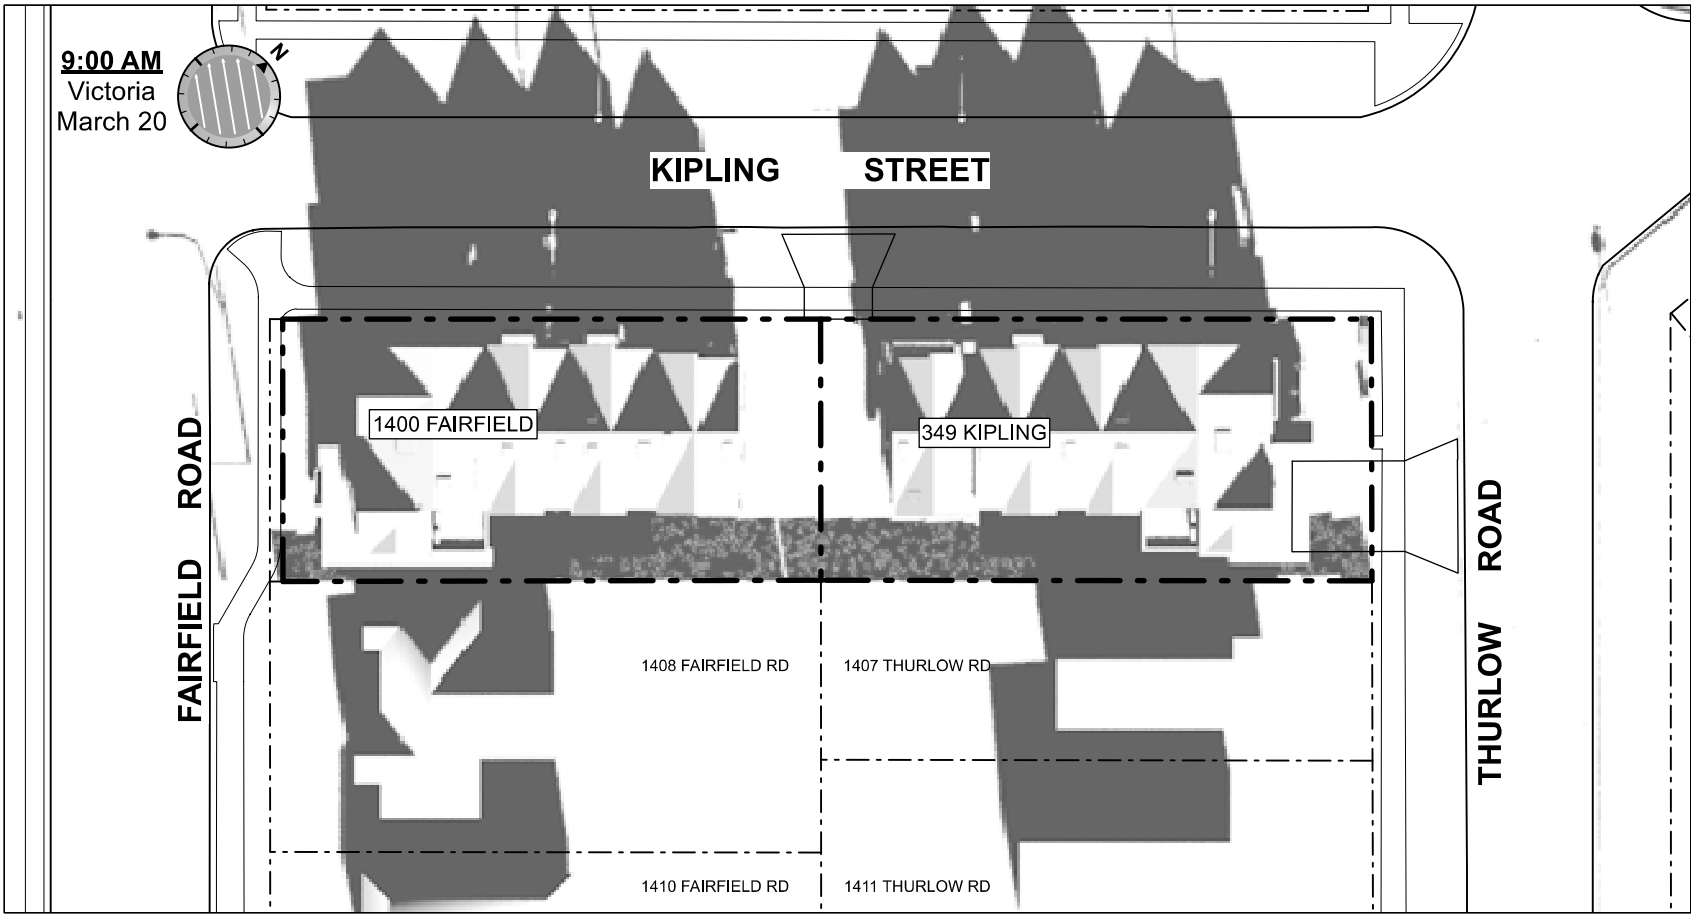 9:00 AM
Victoria
March 20
N
KIPLING STREET
1400 FAIRFIELD
349 KIPLING
FAIRFIELD ROAD
THURLOW ROAD
1408 FAIRFIELD RD
1407 THURLOW RD
1410 FAIRFIELD RD
1411 THURLOW RD